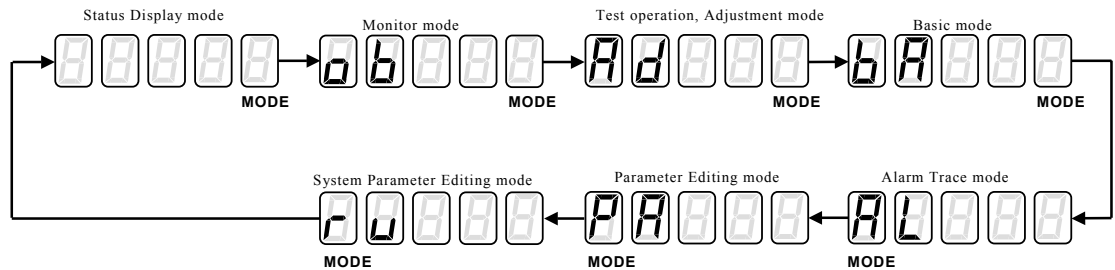 Status Display mode
Monitor mode
Test operation, Adjustment mode
Basic mode
ob
Ad
bA
MODE
MODE
MODE
MODE
System Parameter Editing mode
Parameter Editing mode
Alarm Trace mode
ru
PA
AL
MODE
MODE
MODE